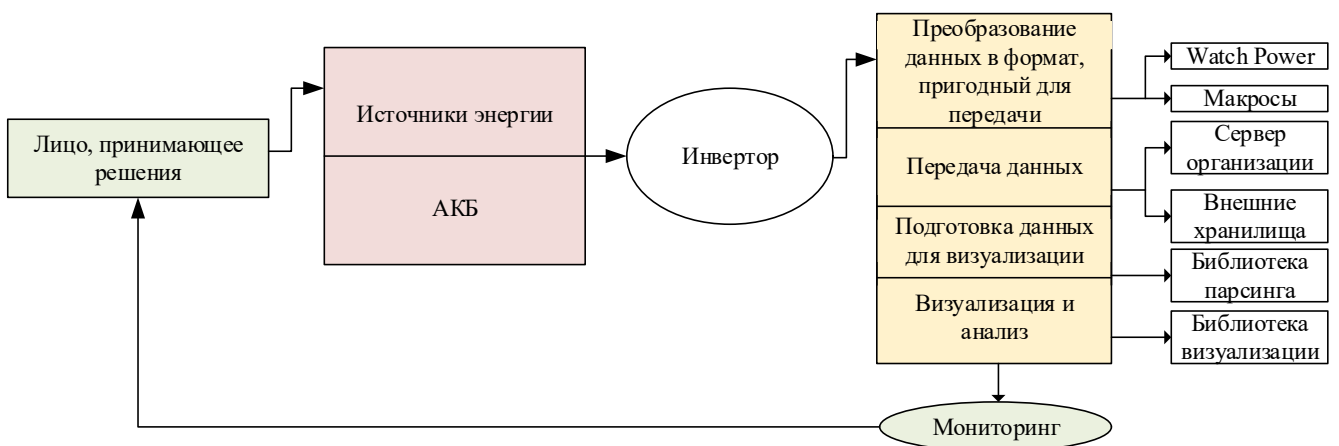 Лицо, принимающее
решения
Источники энергии
АКБ
Инвертор
Преобразование
данных в формат,
пригодный для
передачи
Передача данных
Подготовка данных
для визуализации
Визуализация и
анализ
Watch Power
Макросы
Сервер
организации
Внешние
хранилища
Библиотека
парсинга
Библиотека
визуализации
Мониторинг